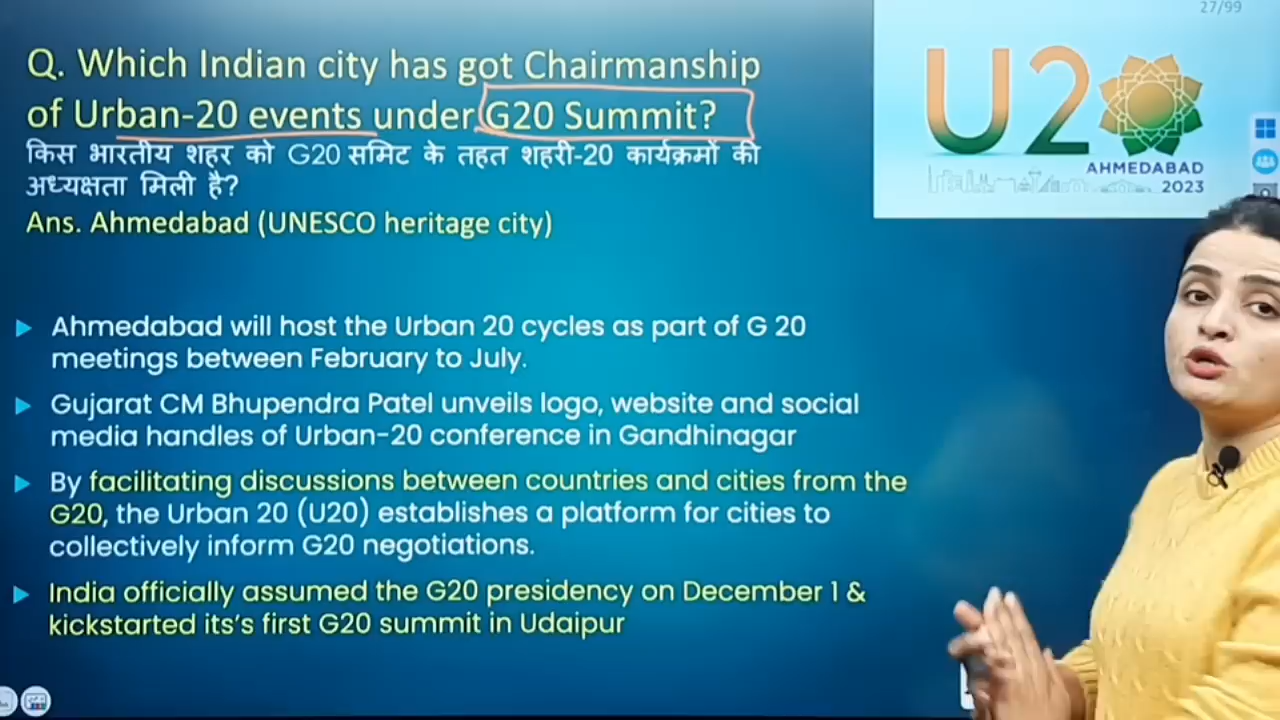 27/99
Q. Which Indian city has got Chairmanship
of Urban-20 events under G20 Summit?
किस भारतीय शहर को G20 समिट के तहत शहरी-20 कार्यक्रमों की
अध्यक्षता मिली है?
Ans. Ahmedabad (UNESCO heritage city)
U20
AHMEDABAD
2023
Ahmedabad will host the Urban 20 cycles as part of G 20
meetings between February to July.
Gujarat CM Bhupendra Patel unveils logo, website and social
media handles of Urban-20 conference in Gandhinagar
By facilitating discussions between countries and cities from the
G20, the Urban 20 (U20) establishes a platform for cities to
collectively inform G20 negotiations.
India officially assumed the G20 presidency on December 1 &
kickstarted its's first G20 summit in Udaipur